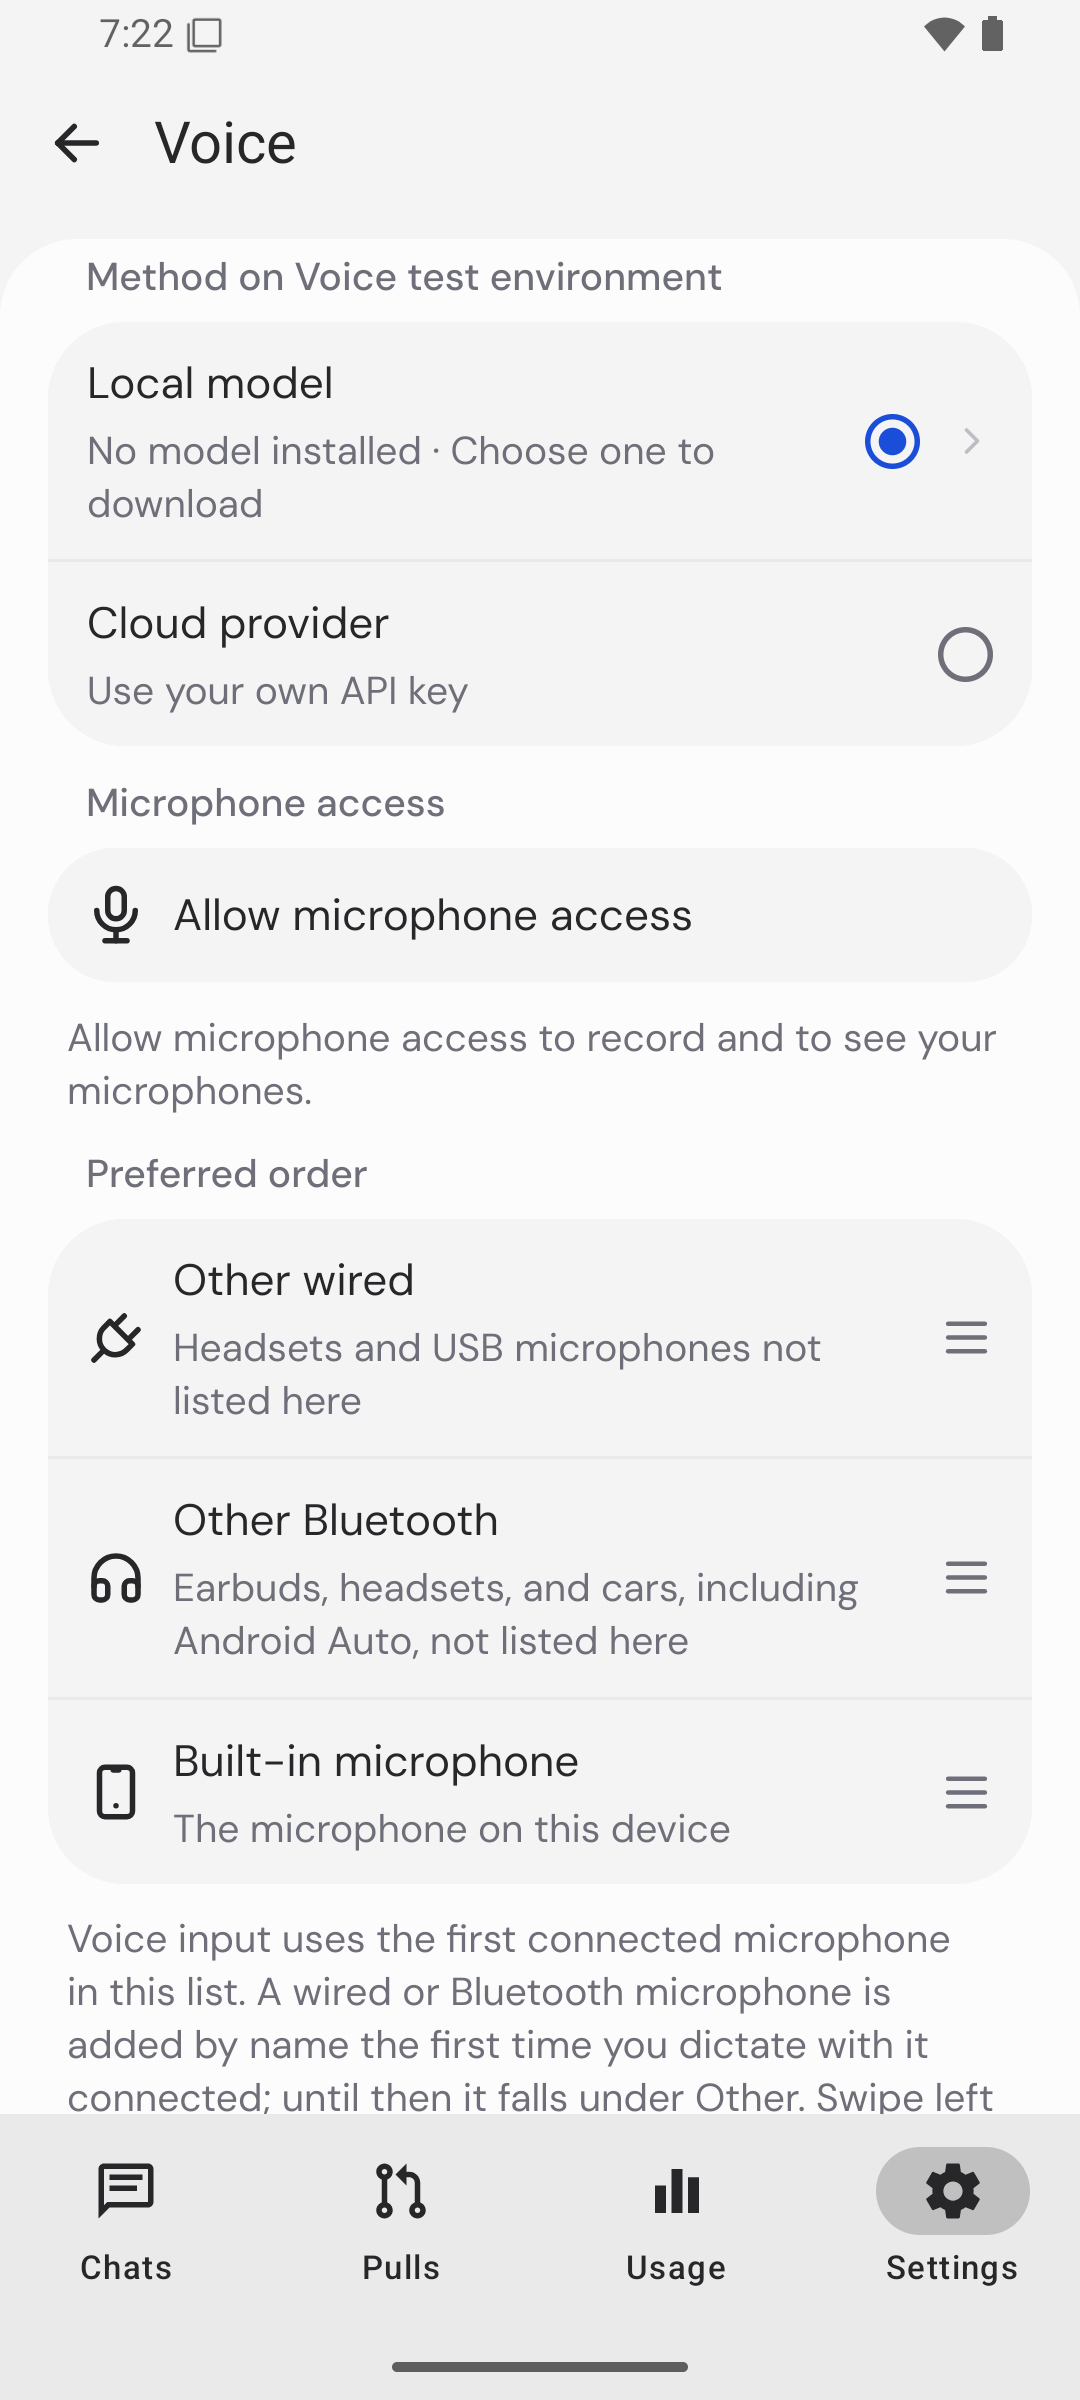 7:22
Voice
Method on Voice test environment
Local model
No model installed · Choose one to
download
Cloud provider
Use your own API key
Microphone access
Allow microphone access
Allow microphone access to record and to see your
microphones.
Preferred order
Other wired
Headsets and USB microphones not
listed here
Other Bluetooth
Earbuds, headsets, and cars, including
Android Auto, not listed here
Built-in microphone
The microphone on this device
Voice input uses the first connected microphone
in this list. A wired or Bluetooth microphone is
added by name the first time you dictate with it
connected; until then it falls under Other. Swipe left
Chats
Pulls
Usage
Settings